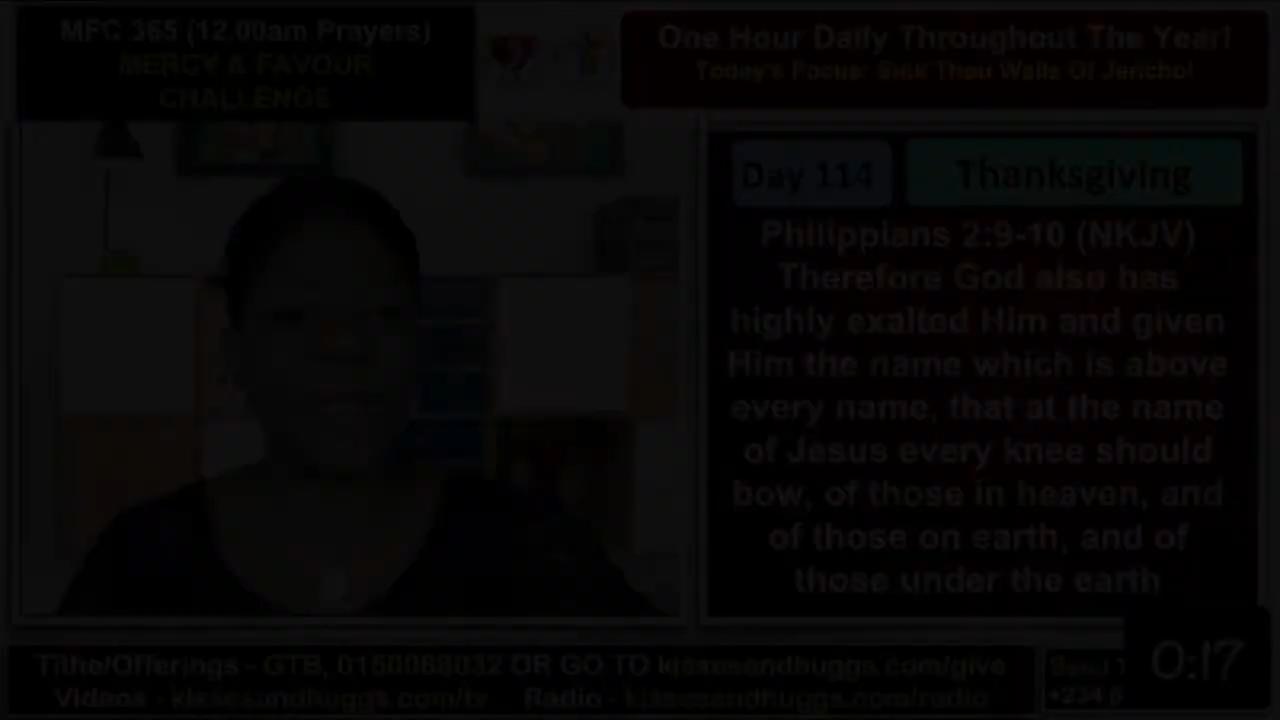 MFC 365 (12.00am Prayers)
MERCY & FAVOUR
CHALLENGE
One Hour Daily Throughout The Year!
Today's Focus: Sink Thou Walls Of Jericho!
Day 114
Thanksgiving
Philippians 2:9-10 (NKJV)
Therefore God also has
highly exalted Him and given
Him the name which is above
every name, that at the name
of Jesus every knee should
bow, of those in heaven, and
of those on earth, and of
those under the earth
Tithe/Offerings - GTB, 0150088032 OR GO TO kissesandhuggs.com/give
Videos - kissesandhuggs.com/tv Radio - kissesandhuggs.com/radio
+234
0:17